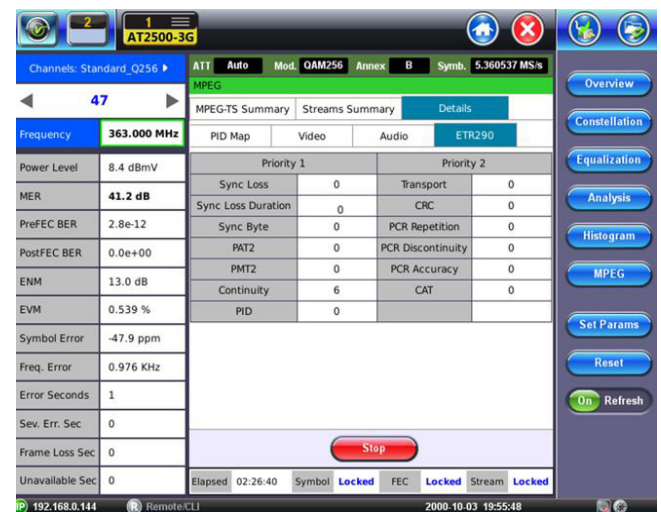 2
1
AT2500-3G
Channels: Standard_Q256
47
Frequency 363.000 MHz
Power Level 8.4 dBmV
MER 41.2 dB
PreFEC BER 2.8e-12
PostFEC BER 0.0e+00
ENM 13.0 dB
EVM 0.539 %
Symbol Error -47.9 ppm
Freq. Error 0.976 KHz
Error Seconds 1
Sev. Err. Sec 0
Frame Loss Sec 0
Unavailable Sec 0
ATT Auto Mod. QAM256 Annex B Symb. 5.360537 MS/s
MPEG
MPEG-TS Summary Streams Summary Details
PID Map Video Audio ETR290
Priority 1 Priority 2
Sync Loss 0 Transport 0
Sync Loss Duration 0 CRC 0
Sync Byte 0 PCR Repetition 0
PAT2 0 PCR Discontinuity 0
PMT2 0 PCR Accuracy 0
Continuity 6 CAT 0
PID 0
Stop
Elapsed 02:26:40 Symbol Locked FEC Locked Stream Locked
Overview
Constellation
Equalization
Analysis
Histogram
MPEG
Set Params
Reset
On Refresh
IP 192.168.0.144 R Remote/CLI 2000-10-03 19:55:48